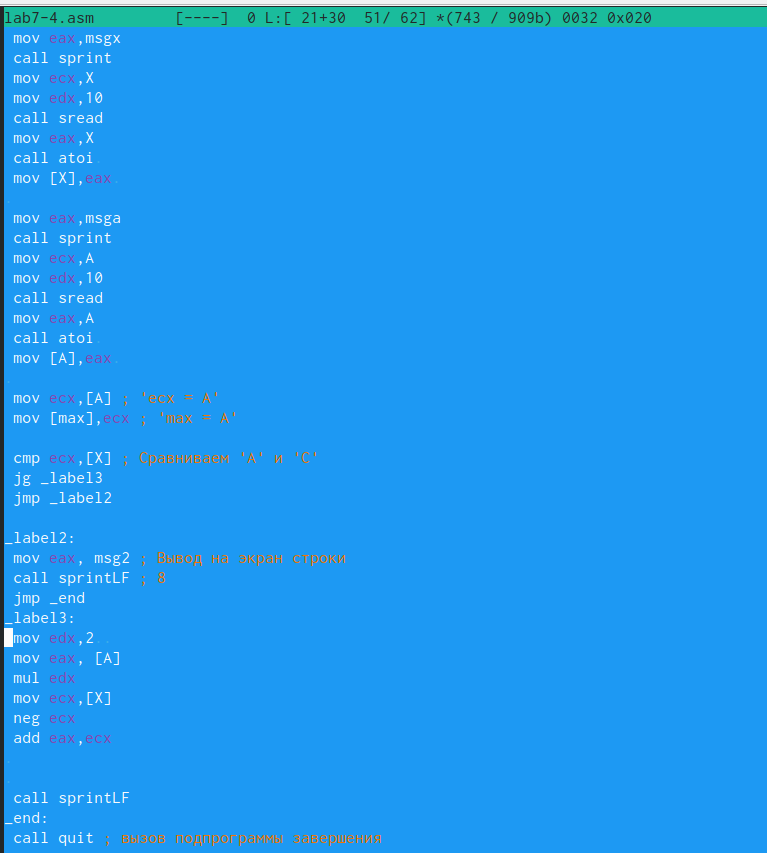 lab7-4.asm [----] 0 L:[ 21+30 51/ 62] *(743 / 909b) 0032 0x020
mov eax,msgx
call sprint
mov ecx,X
mov edx,10
call sread
mov eax,X
call atoi
mov [X],eax
mov eax,msga
call sprint
mov ecx,A
mov edx,10
call sread
mov eax,A
call atoi
mov [A],eax
mov ecx,[A] ; 'ecx = A'
mov [max],ecx ; 'max = A'
cmp ecx,[X] ; Сравниваем 'A' и 'C'
jg _label3
jmp _label2
_label2:
mov eax, msg2 ; Вывод на экран строки
call sprintLF ; 8
jmp _end
_label3:
mov edx,2
mov eax, [A]
mul edx
mov ecx,[X]
neg ecx
add eax,ecx
call sprintLF
_end:
call quit ; вызов подпрограммы завершения